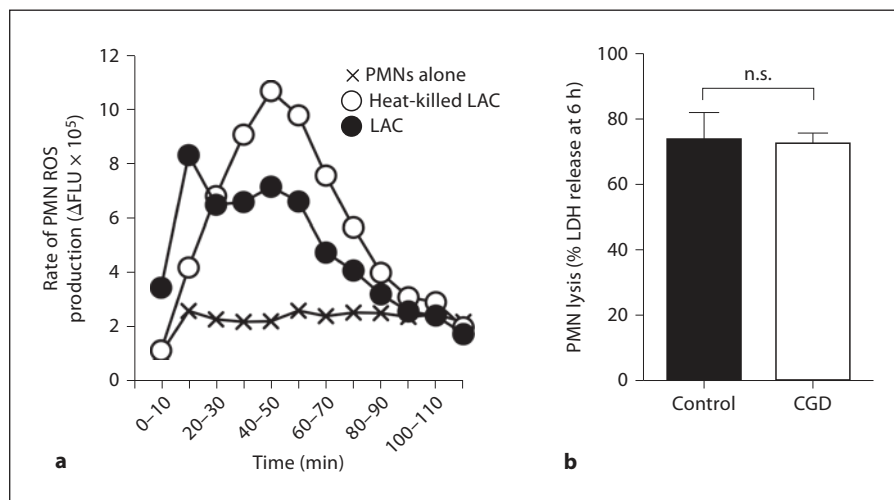 12
10
8
6
4
2
0
Rate of PMN ROS
production (ΔFLU × 10⁵)
PMNs alone
Heat-killed LAC
LAC
0–10
20–30
40–50
60–70
80–90
100–110
Time (min)
a
100
80
60
40
20
0
PMN lysis (% LDH release at 6 h)
n.s.
Control
CGD
b